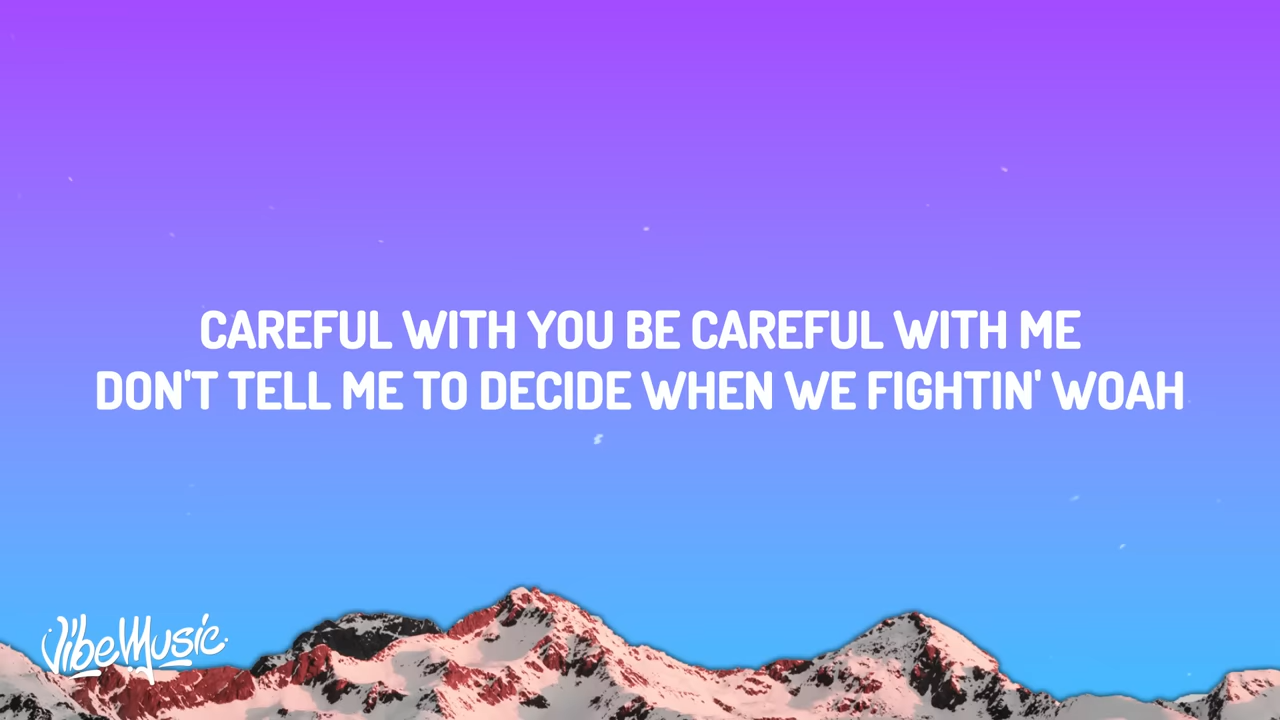 CAREFUL WITH YOU BE CAREFUL WITH ME
DON'T TELL ME TO DECIDE WHEN WE FIGHTIN' WOAH
VibeMusic